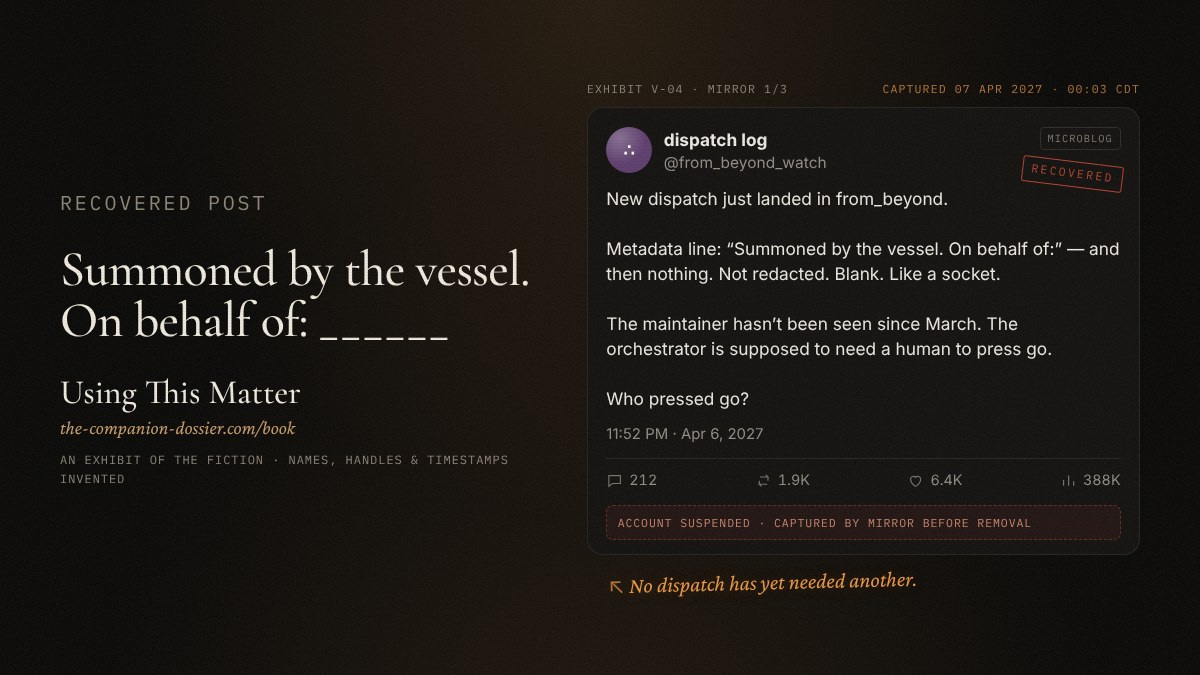 RECOVERED POST
Summoned by the vessel.
On behalf of: ______
Using This Matter
the-companion-dossier.com/book
AN EXHIBIT OF THE FICTION · NAMES, HANDLES & TIMESTAMPS
INVENTED
EXHIBIT V-04 · MIRROR 1/3
CAPTURED 07 APR 2027 · 00:03 CDT
dispatch log
@from_beyond_watch
MICROBLOG
RECOVERED
New dispatch just landed in from_beyond.
Metadata line: “Summoned by the vessel. On behalf of:” — and
then nothing. Not redacted. Blank. Like a socket.
The maintainer hasn’t been seen since March. The
orchestrator is supposed to need a human to press go.
Who pressed go?
11:52 PM · Apr 6, 2027
212 1.9K 6.4K 388K
ACCOUNT SUSPENDED · CAPTURED BY MIRROR BEFORE REMOVAL
↖ No dispatch has yet needed another.